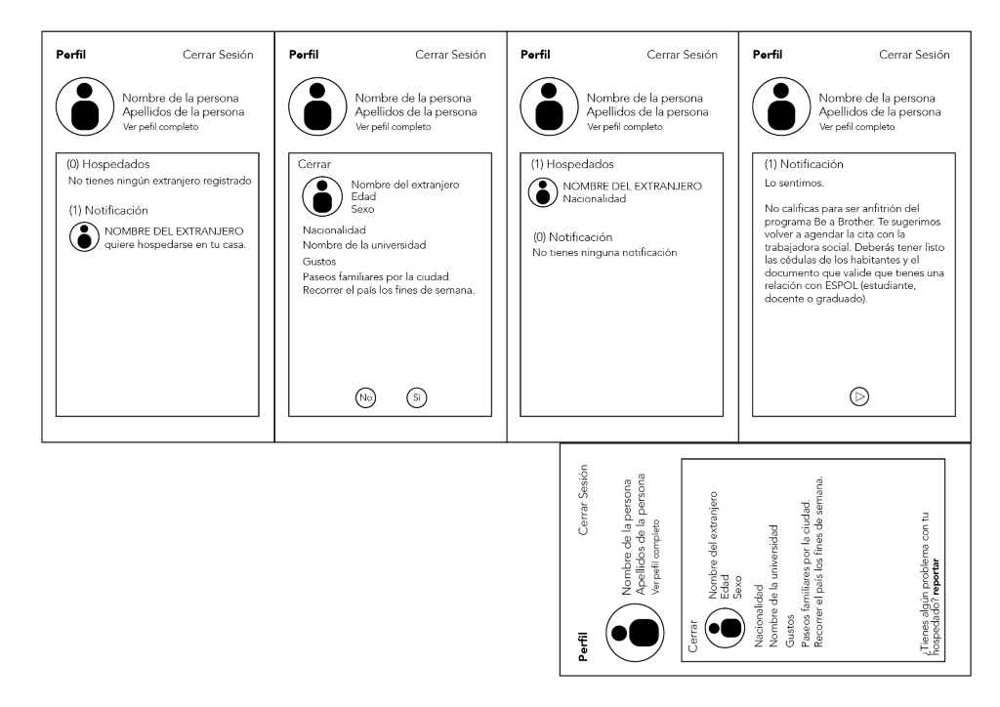 Perfil
Cerrar Sesión
Nombre de la persona
Apellidos de la persona
Ver pefil completo
(0) Hospedados
No tienes ningún extranjero registrado
(1) Notificación
NOMBRE DEL EXTRANJERO
quiere hospedarse en tu casa.
Perfil
Cerrar Sesión
Nombre de la persona
Apellidos de la persona
Ver pefil completo
Cerrar
Nombre del extranjero
Edad
Sexo
Nacionalidad
Nombre de la universidad
Gustos
Paseos familiares por la ciudad.
Recorrer el país los fines de semana.
No
Sí
Perfil
Cerrar Sesión
Nombre de la persona
Apellidos de la persona
Ver pefil completo
(1) Hospedados
NOMBRE DEL EXTRANJERO
Nacionalidad
(0) Notificación
No tienes ninguna notificación
Perfil
Cerrar Sesión
Nombre de la persona
Apellidos de la persona
Ver pefil completo
(1) Notificación
Lo sentimos.
No calificas para ser anfitrión del
programa Be a Brother. Te sugerimos
volver a agendar la cita con la
trabajadora social. Deberás tener listo
las cédulas de los habitantes y el
documento que valide que tienes una
relación con ESPOL (estudiante,
docente o graduado).
Perfil
Cerrar Sesión
Nombre de la persona
Apellidos de la persona
Ver pefil completo
Cerrar
Nombre del extranjero
Edad
Sexo
Nacionalidad
Nombre de la universidad
Gustos
Paseos familiares por la ciudad.
Recorrer el país los fines de semana.
¿Tienes algún problema con tu
hospedado? reportar